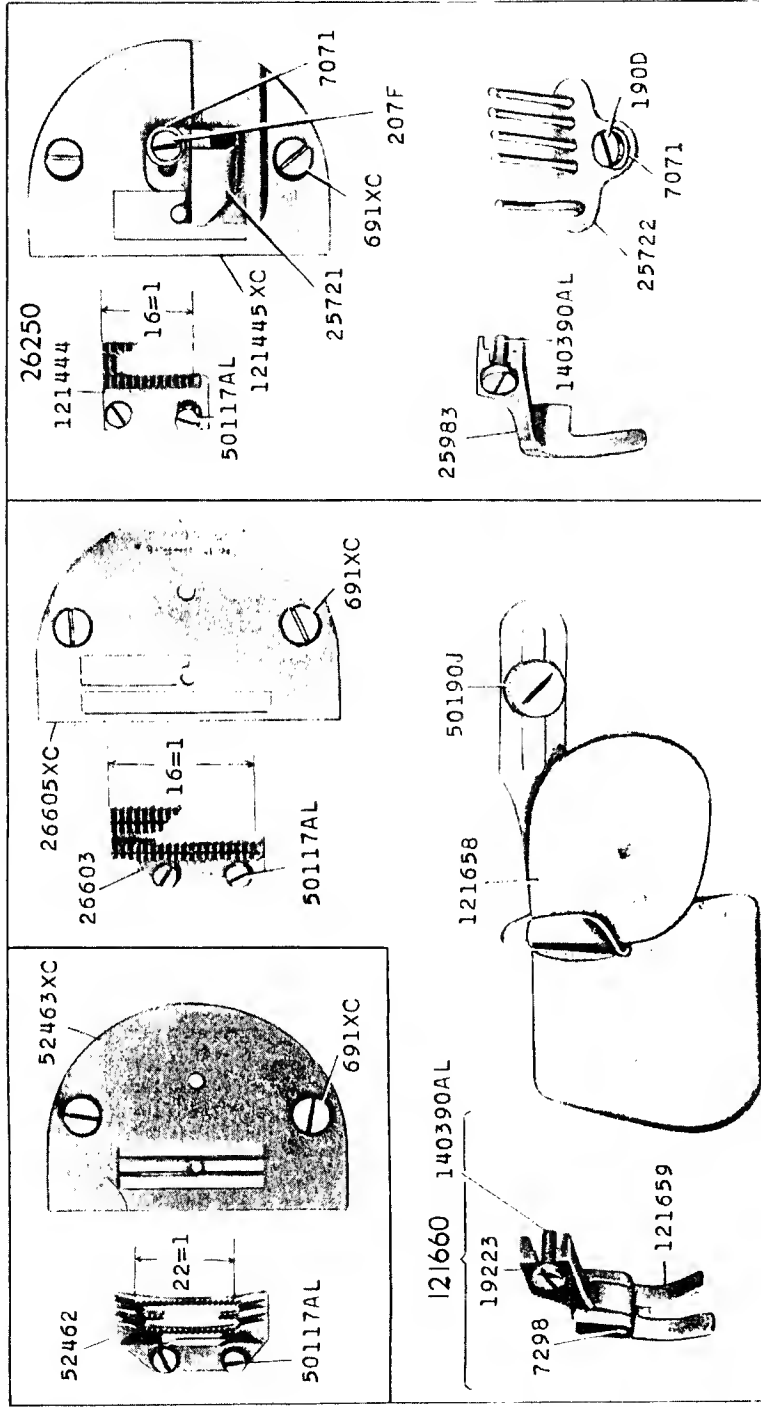 52462
22=1
50117AL
52463XC
691XC
26603
26605XC
16=1
50117AL
691XC
26250
121444
16=1
50117AL
121445XC
25721
691XC
7071
207F
121660
140390AL
19223
7298
121659
121658
50190J
25983
140390AL
25722
7071
190D